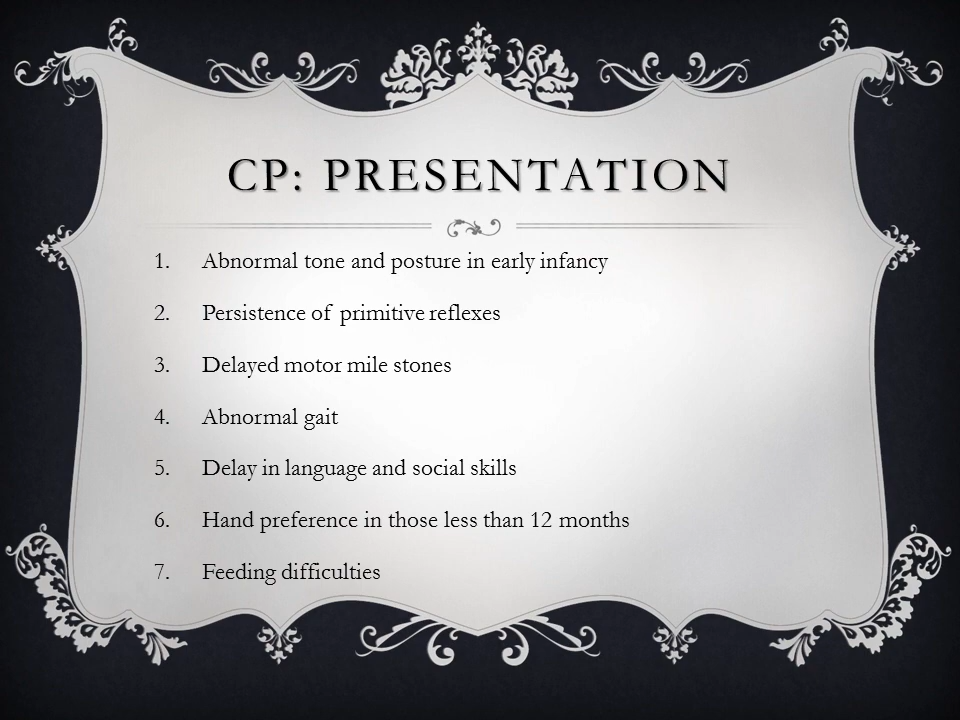 CP: PRESENTATION
1. Abnormal tone and posture in early infancy
2. Persistence of primitive reflexes
3. Delayed motor mile stones
4. Abnormal gait
5. Delay in language and social skills
6. Hand preference in those less than 12 months
7. Feeding difficulties